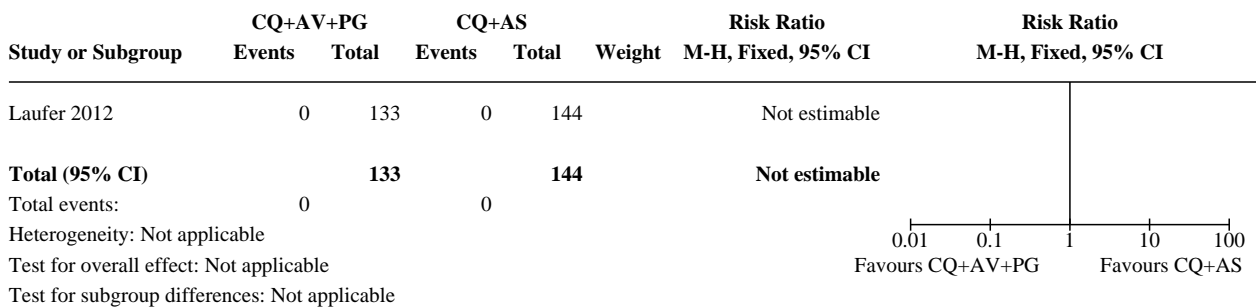 CQ+AV+PG CQ+AS Risk Ratio Risk Ratio
Study or Subgroup Events Total Events Total Weight M-H, Fixed, 95% CI M-H, Fixed, 95% CI
Laufer 2012 0 133 0 144 Not estimable
Total (95% CI) 133 144 Not estimable
Total events: 0 0
Heterogeneity: Not applicable
0.01 0.1 1 10 100
Test for overall effect: Not applicable
Favours CQ+AV+PG Favours CQ+AS
Test for subgroup differences: Not applicable